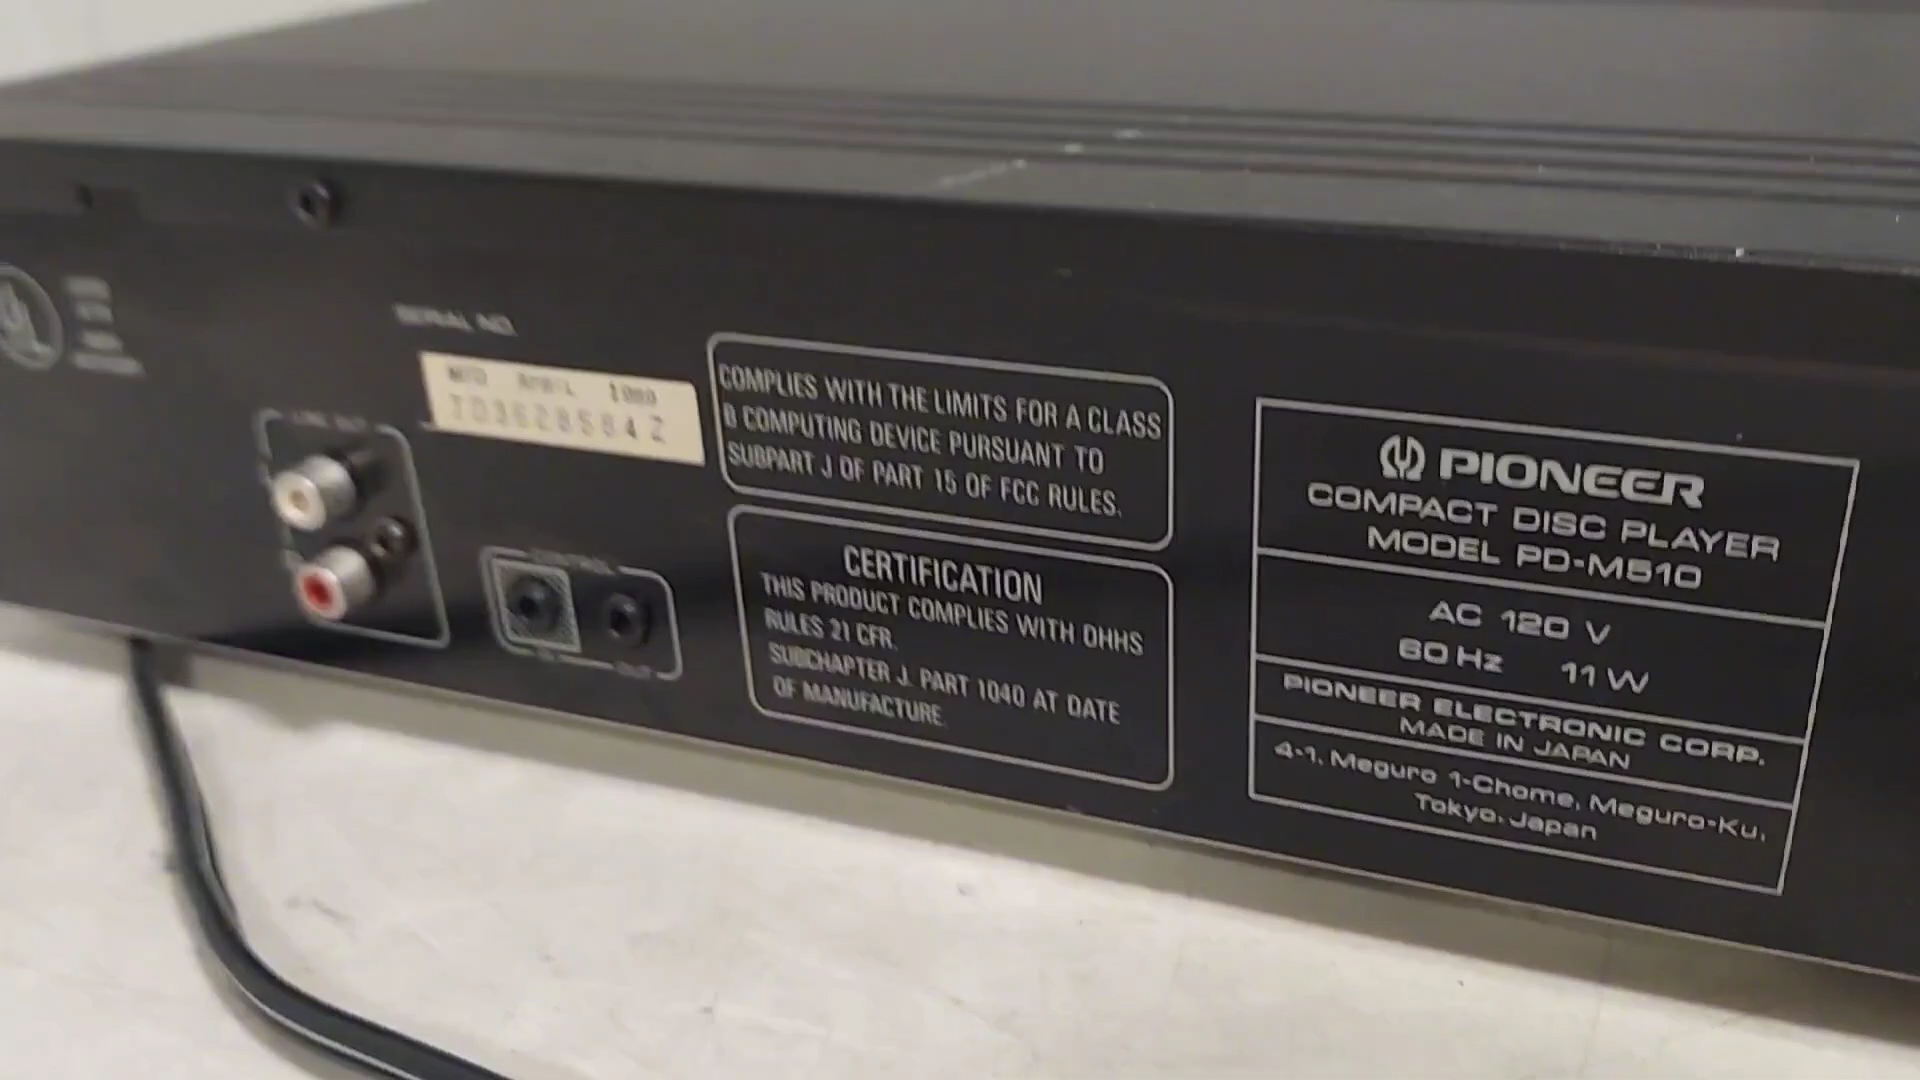 UL
SERIAL NO.
MFD APRIL
TD3628584Z
LINE OUT
CONTROL
IN OUT
COMPLIES WITH THE LIMITS FOR A CLASS
B COMPUTING DEVICE PURSUANT TO
SUBPART J OF PART 15 OF FCC RULES.
CERTIFICATION
THIS PRODUCT COMPLIES WITH DHHS
RULES 21 CFR.
SUBCHAPTER J. PART 1040 AT DATE
OF MANUFACTURE.
PIONEER
COMPACT DISC PLAYER
MODEL PD-M510
AC 120 V
60 Hz 11 W
PIONEER ELECTRONIC CORP.
MADE IN JAPAN
4-1, Meguro 1-Chome, Meguro-Ku,
Tokyo, Japan